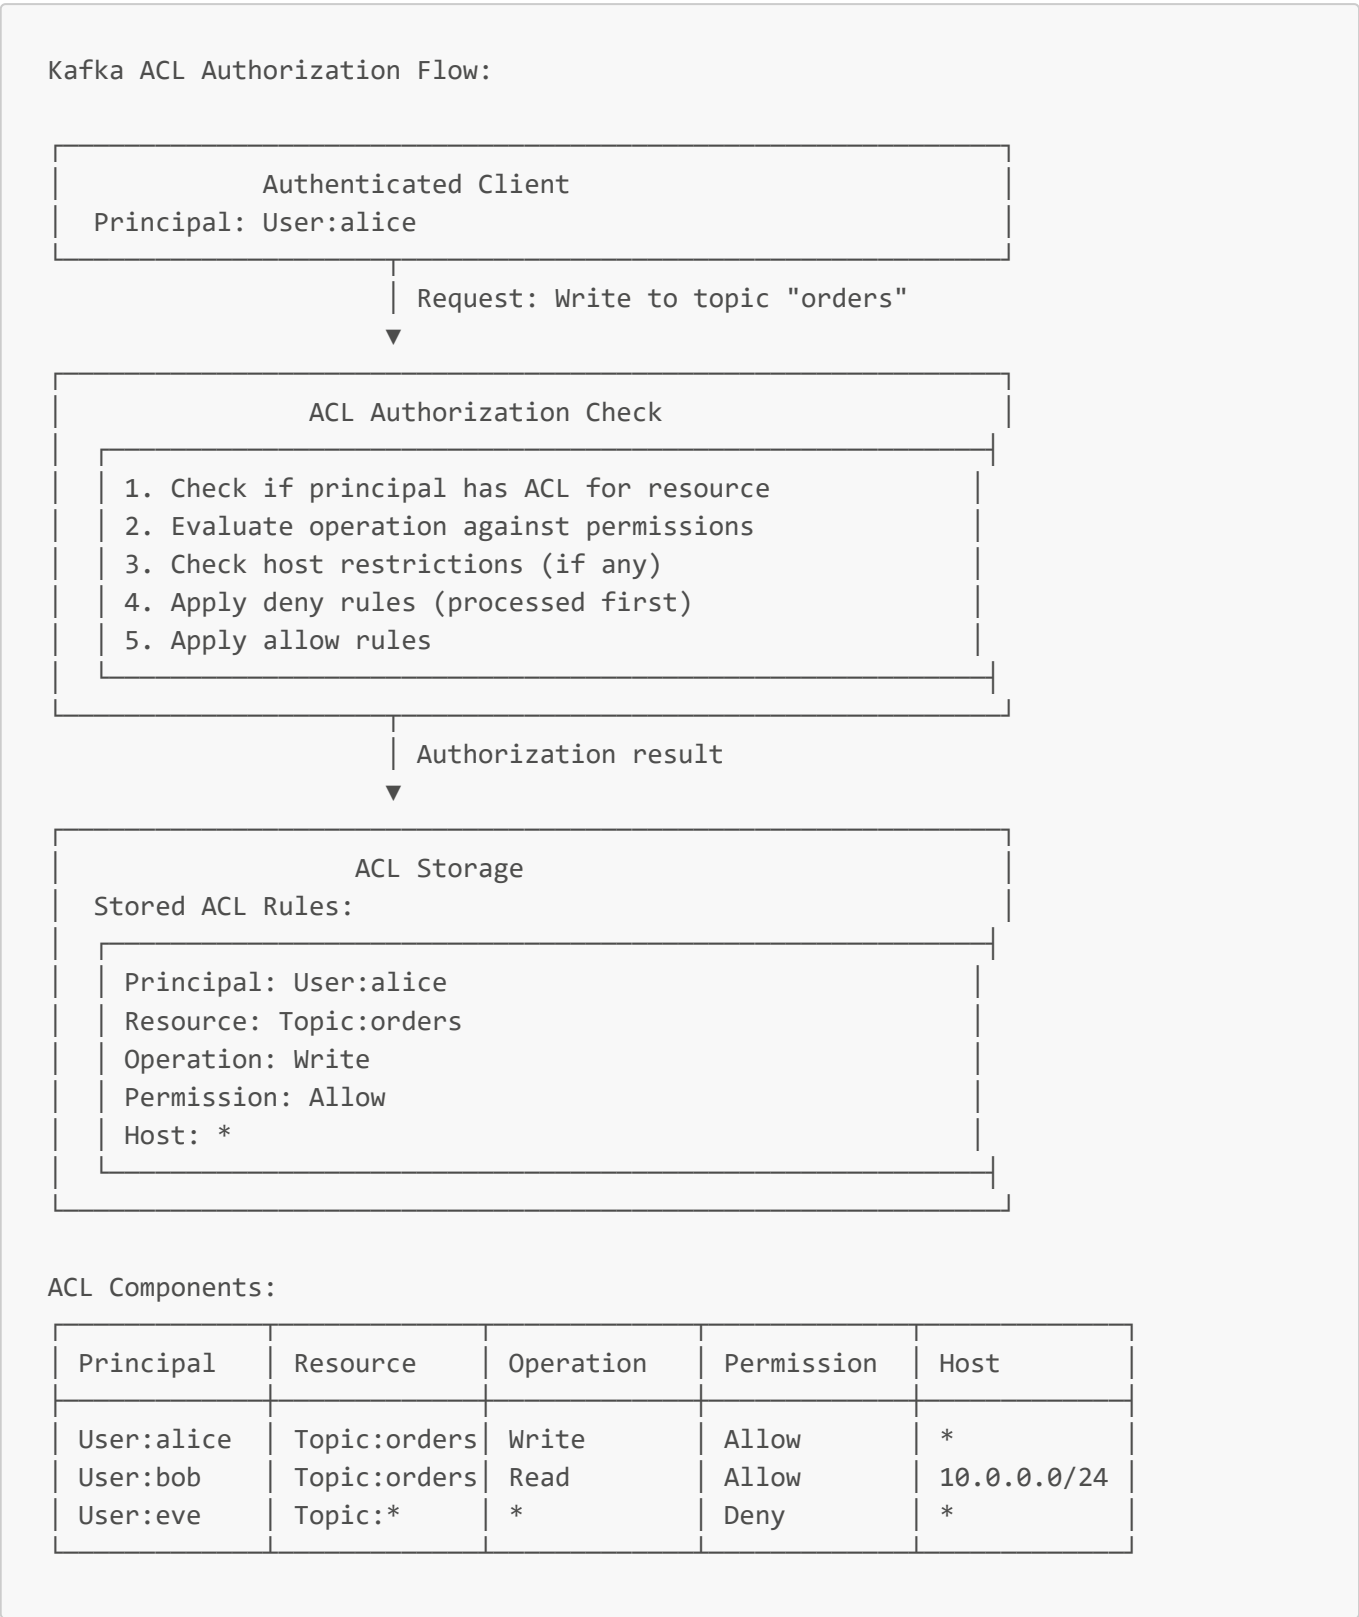 Kafka ACL Authorization Flow:
Authenticated Client
Principal: User:alice
Request: Write to topic "orders"
▼
ACL Authorization Check
1. Check if principal has ACL for resource
2. Evaluate operation against permissions
3. Check host restrictions (if any)
4. Apply deny rules (processed first)
5. Apply allow rules
Authorization result
▼
ACL Storage
Stored ACL Rules:
Principal: User:alice
Resource: Topic:orders
Operation: Write
Permission: Allow
Host: *
ACL Components:
Principal Resource Operation Permission Host
User:alice Topic:orders Write Allow *
User:bob Topic:orders Read Allow 10.0.0.0/24
User:eve Topic:* * Deny *